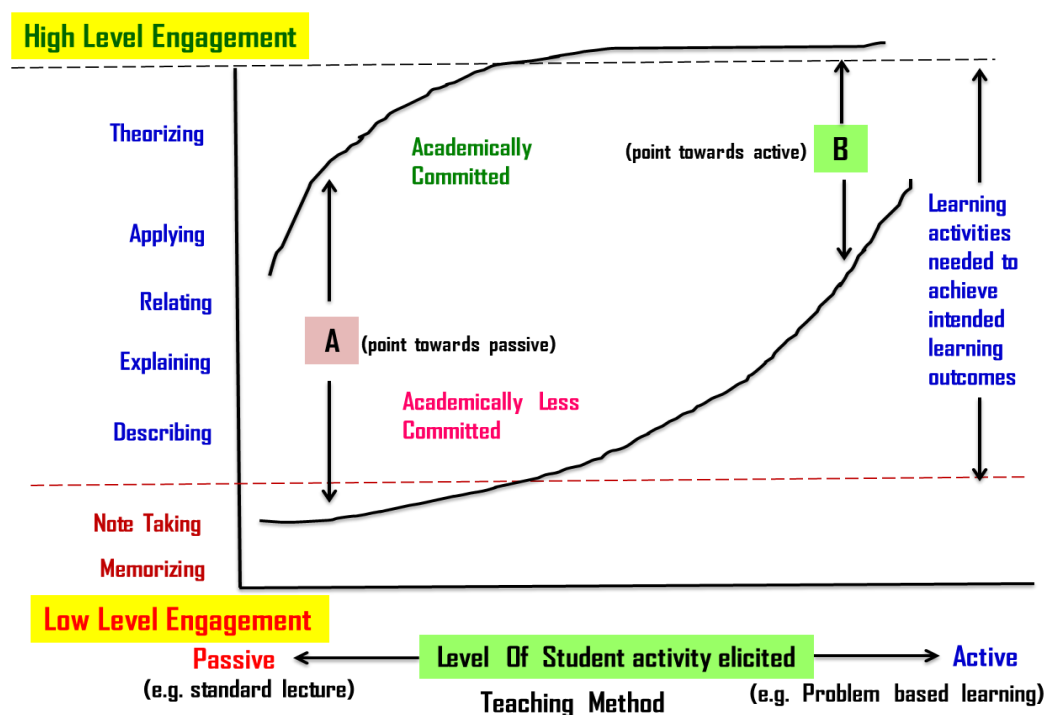 High Level Engagement
Theorizing
Applying
Relating
Explaining
Describing
Note Taking
Memorizing
Low Level Engagement
Academically
Committed
(point towards active)
B
A
(point towards passive)
Academically Less
Committed
Learning
activities
needed to
achieve
intended
learning
outcomes
Passive
(e.g. standard lecture)
Level Of Student activity elicited
Teaching Method
Active
(e.g. Problem based learning)